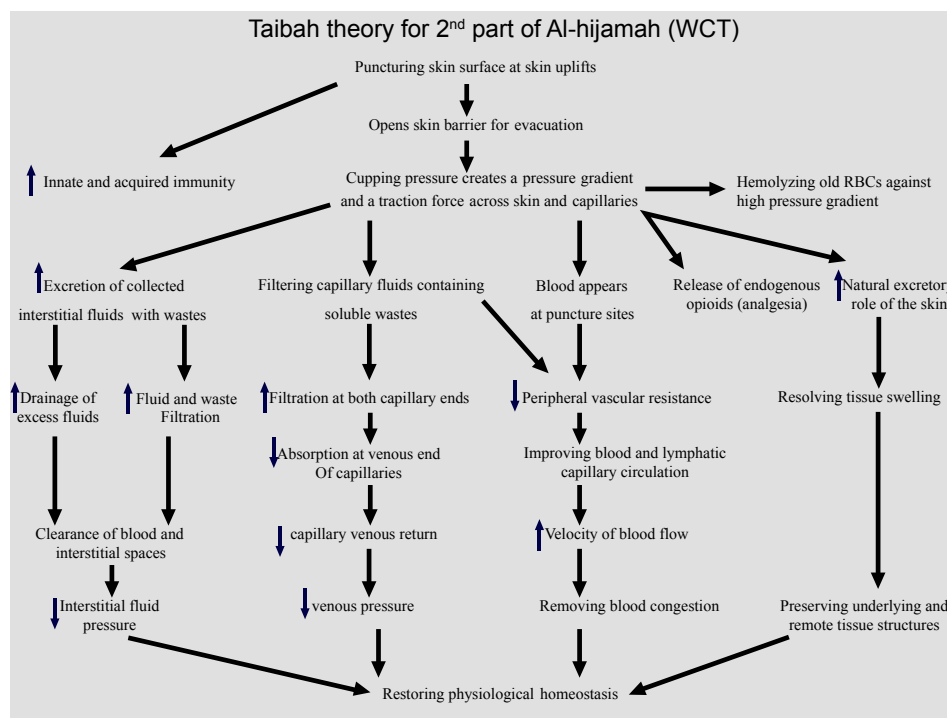 Taibah theory for 2nd part of Al-hijamah (WCT)
Puncturing skin surface at skin uplifts
Opens skin barrier for evacuation
Innate and acquired immunity
Cupping pressure creates a pressure gradient
and a traction force across skin and capillaries
Hemolyzing old RBCs against
high pressure gradient
Excretion of collected
interstitial fluids with wastes
Filtering capillary fluids containing
soluble wastes
Blood appears
at puncture sites
Release of endogenous
opioids (analgesia)
Natural excretory
role of the skin
Drainage of
excess fluids
Fluid and waste
Filtration
Filtration at both capillary ends
Peripheral vascular resistance
Resolving tissue swelling
Absorption at venous end
Of capillaries
Improving blood and lymphatic
capillary circulation
Clearance of blood and
interstitial spaces
capillary venous return
Velocity of blood flow
Interstitial fluid
pressure
venous pressure
Removing blood congestion
Preserving underlying and
remote tissue structures
Restoring physiological homeostasis